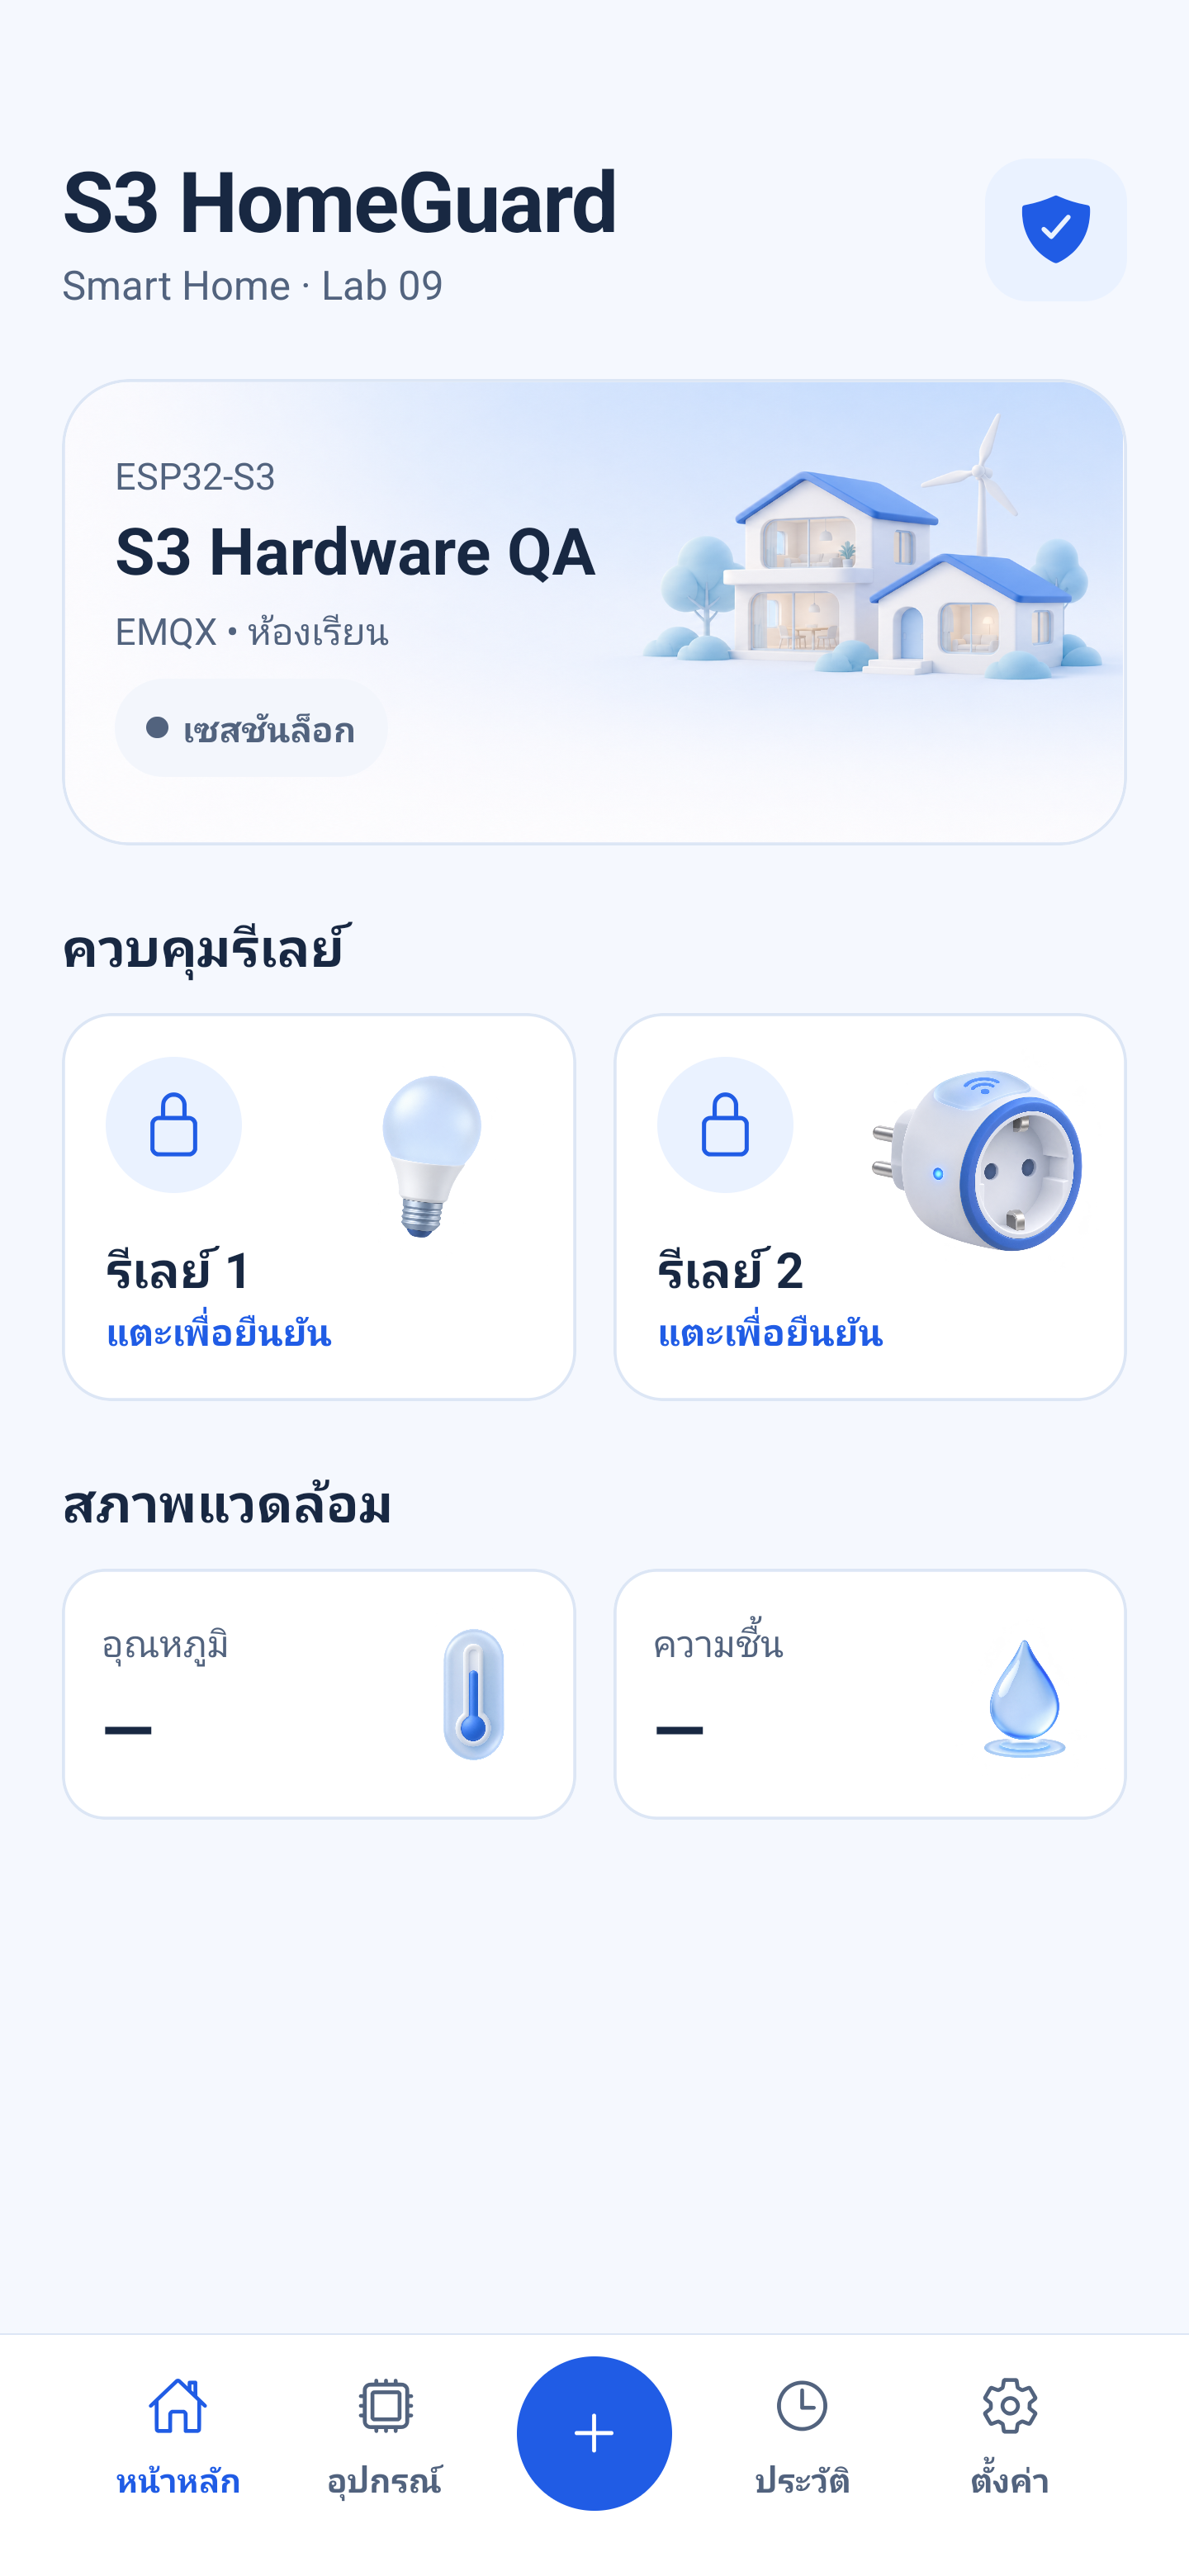 S3 HomeGuard
Smart Home · Lab 09
ESP32-S3
S3 Hardware QA
EMQX • ห้องเรียน
เซสชันล็อก
ควบคุมรีเลย์
รีเลย์ 1
แตะเพื่อยืนยัน
รีเลย์ 2
แตะเพื่อยืนยัน
สภาพแวดล้อม
อุณหภูมิ
—
ความชื้น
—
หน้าหลัก
อุปกรณ์
ประวัติ
ตั้งค่า